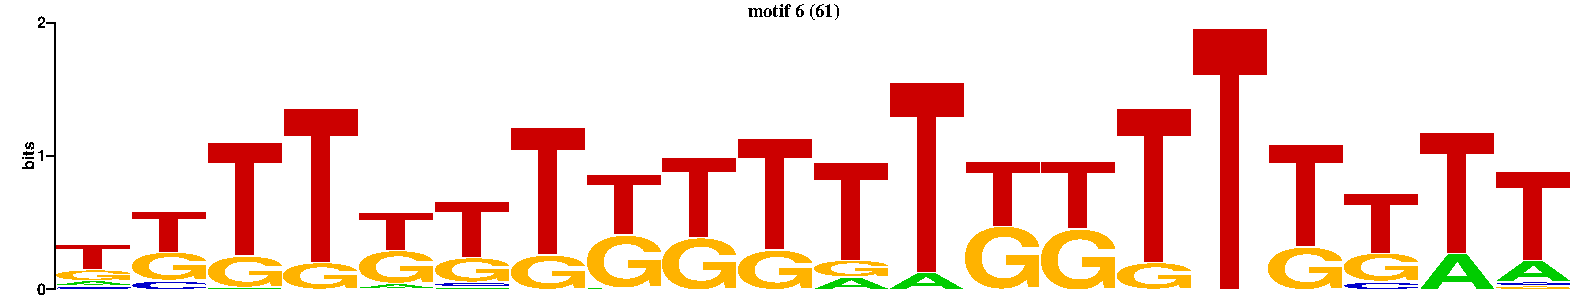 motif 6 (61)
2
bits
1
0
T T T T T T T T T T T T T T T T T T T T
G G G G G G G G G G G A G G G G G A A
A C A C A C C